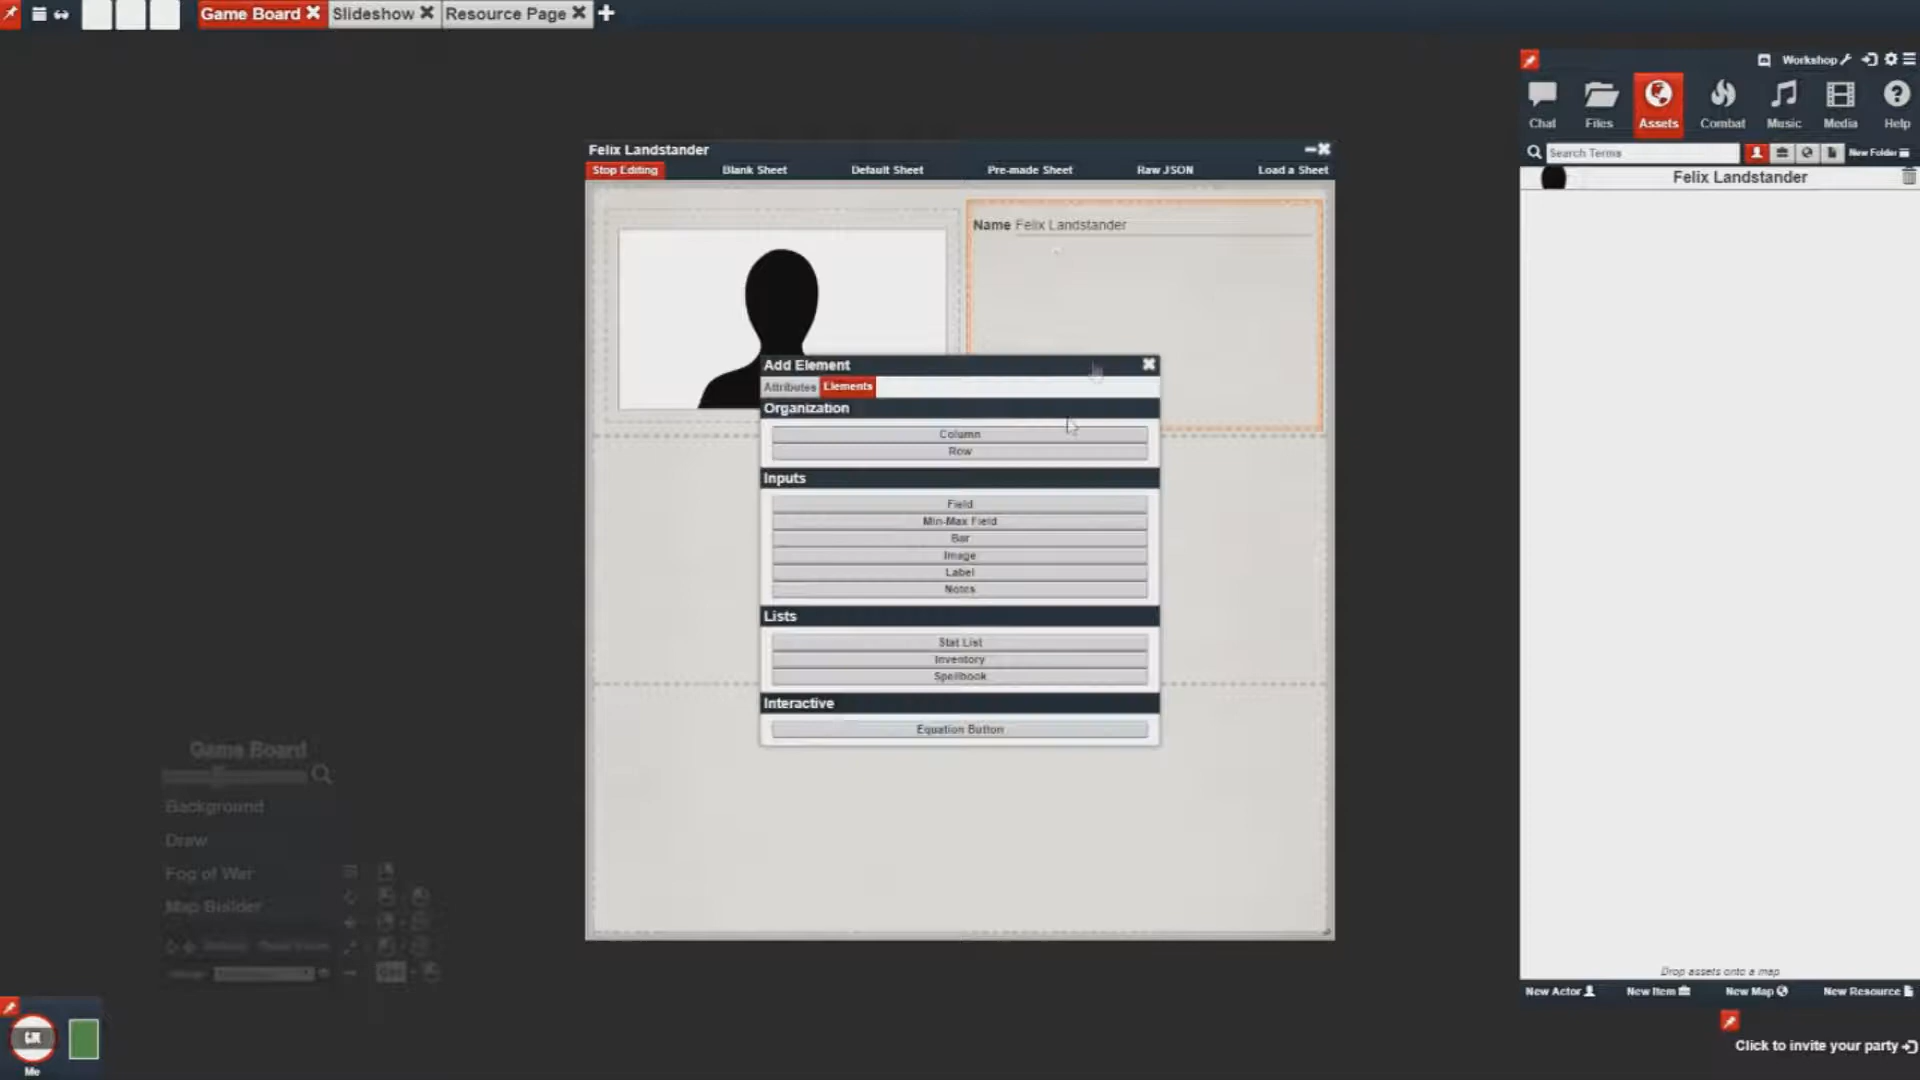 Game Board Slideshow Resource Page
Workshop
Chat Files Assets Combat Music Media Help
Search Terms New Folder
Felix Landstander
Felix Landstander
Stop Editing Blank Sheet Default Sheet Pre-made Sheet Raw JSON Load a Sheet
Name Felix Landstander
Add Element
Attributes Elements
Organization
Column
Row
Inputs
Field
Min-Max Field
Bar
Image
Label
Notes
Lists
Stat List
Inventory
Spellbook
Interactive
Equation Button
Game Board
Background
Draw
Fog of War
Map Builder
Drop assets onto a map
New Actor New Item New Map New Resource
Click to invite your party
Me